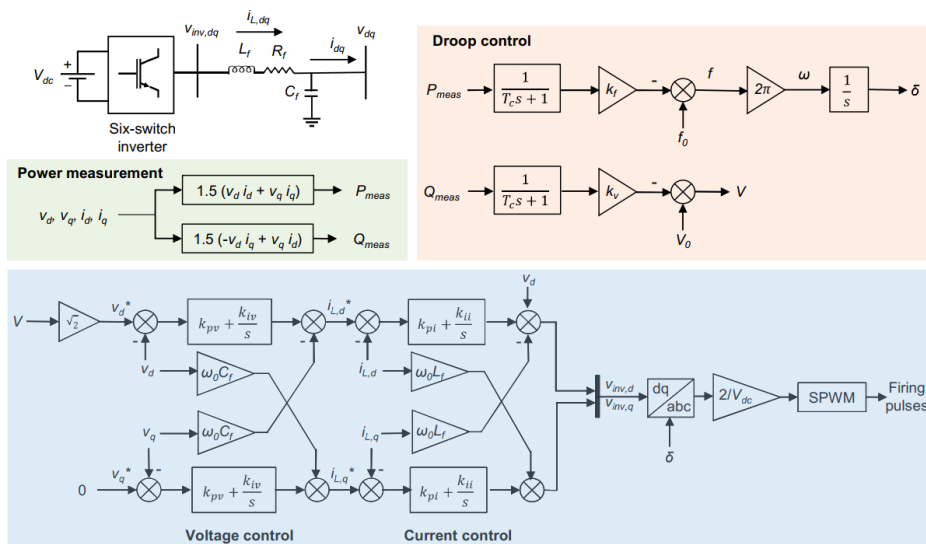 v_inv,dq
i_L,dq
L_f
R_f
i_dq
v_dq
V_dc
+
−
C_f
Six-switch
inverter
Power measurement
v_d, v_q, i_d, i_q
1.5 (v_d i_d + v_q i_q)
P_meas
1.5 (-v_d i_q + v_q i_d)
Q_meas
Droop control
P_meas
1
T_c s + 1
k_f
-
f
f_0
2π
ω
1
s
δ
Q_meas
1
T_c s + 1
k_v
-
V
V_0
V
√2
v_d*
-
v_d
k_pv + k_iv
s
-
i_L,d*
-
i_L,d
k_pi + k_ii
s
v_d
-
ω_0C_f
ω_0L_f
v_q
ω_0C_f
i_L,q
ω_0L_f
0
v_q*
-
k_pv + k_iv
s
i_L,q*
-
k_pi + k_ii
s
v_inv,d
v_inv,q
dq
abc
δ
2/V_dc
SPWM
Firing
pulses
Voltage control
Current control